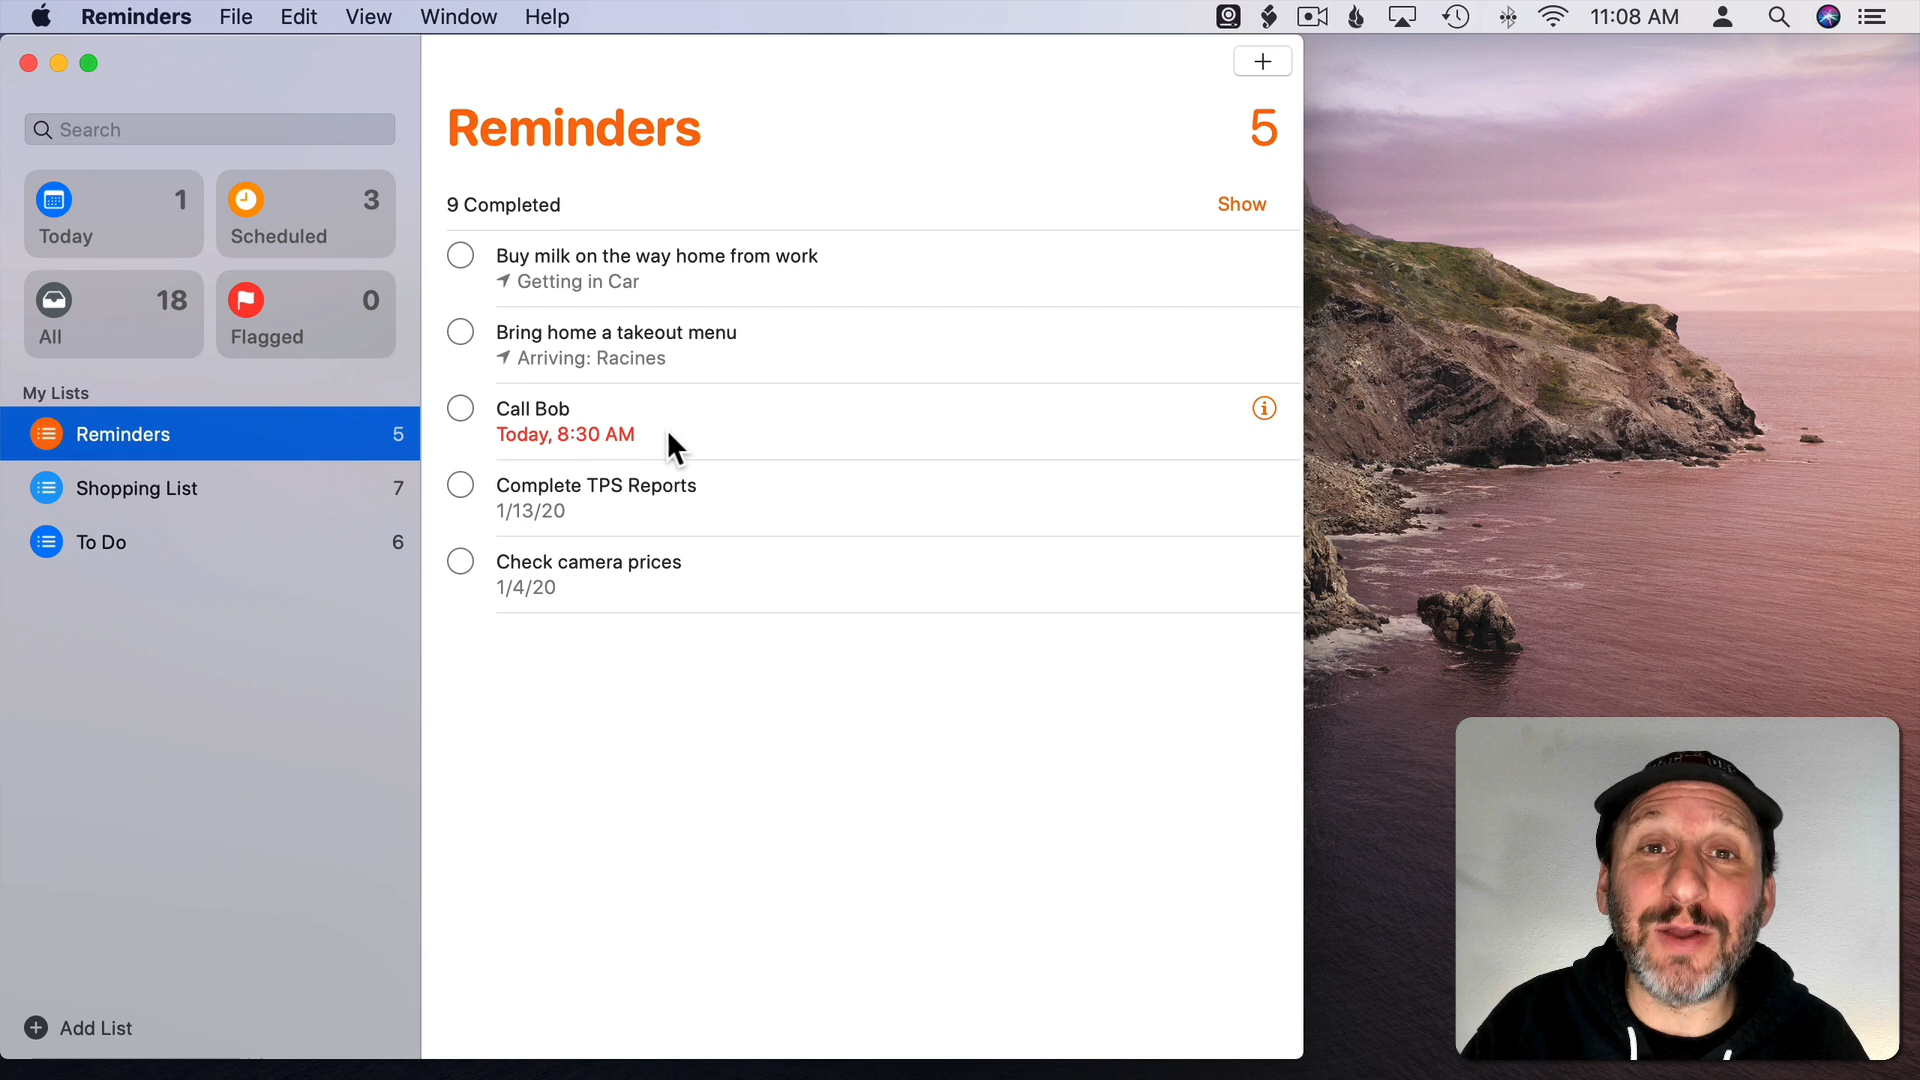 Reminders File Edit View Window Help 11:08 AM
Search
1
Today
3
Scheduled
18
All
0
Flagged
My Lists
Reminders 5
Shopping List 7
To Do 6
Add List
Reminders 5
9 Completed Show
Buy milk on the way home from work
Getting in Car
Bring home a takeout menu
Arriving: Racines
Call Bob
Today, 8:30 AM
Complete TPS Reports
1/13/20
Check camera prices
1/4/20